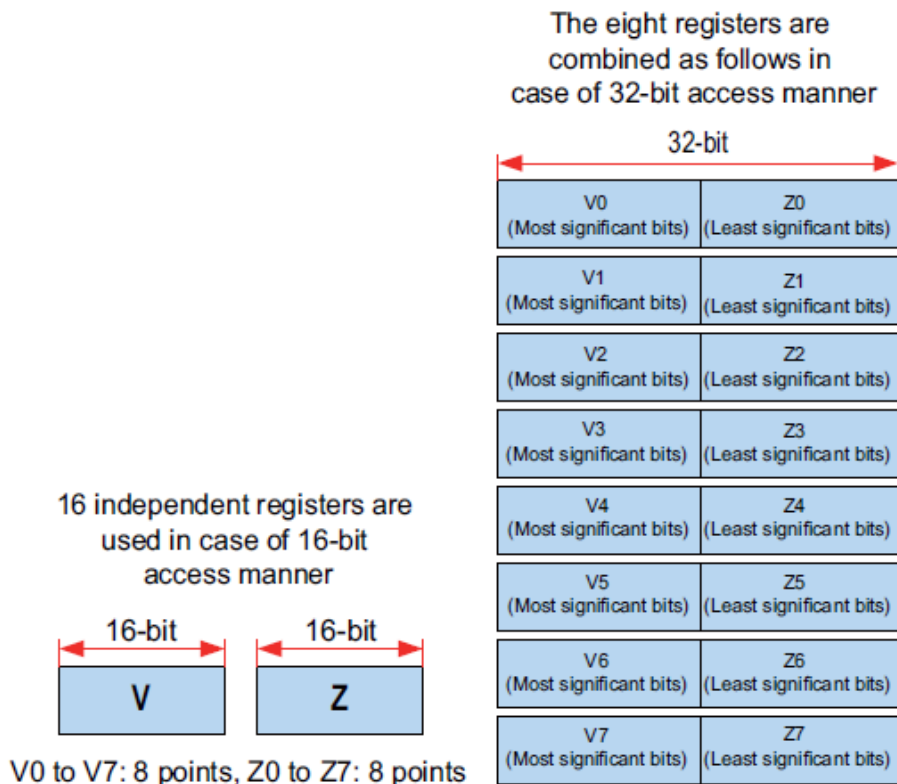 The eight registers are
combined as follows in
case of 32-bit access manner
32-bit
V0 Z0
(Most significant bits) (Least significant bits)
V1 Z1
(Most significant bits) (Least significant bits)
V2 Z2
(Most significant bits) (Least significant bits)
V3 Z3
(Most significant bits) (Least significant bits)
V4 Z4
(Most significant bits) (Least significant bits)
V5 Z5
(Most significant bits) (Least significant bits)
V6 Z6
(Most significant bits) (Least significant bits)
V7 Z7
(Most significant bits) (Least significant bits)
16 independent registers are
used in case of 16-bit
access manner
16-bit 16-bit
V Z
V0 to V7: 8 points, Z0 to Z7: 8 points